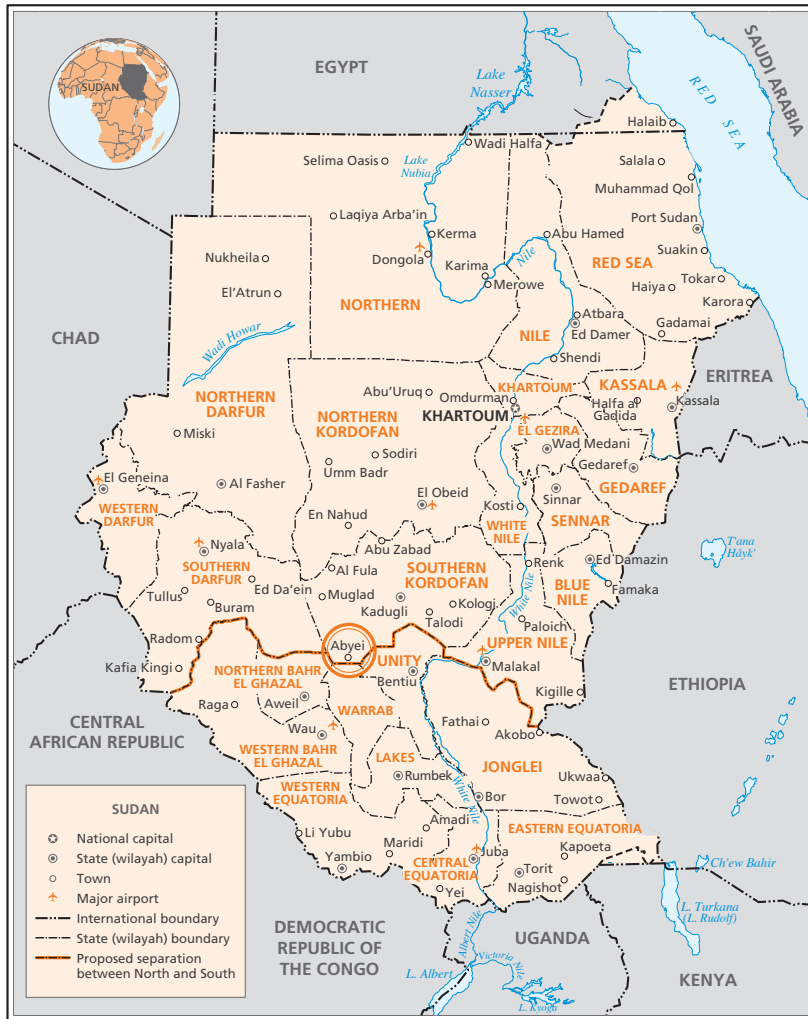 EGYPT
Lake
Nasser
SAUDI ARABIA
RED SEA
SUDAN
Halaib
Wadi Halfa
Selima Oasis
Lake
Nubia
Salala
Muhammad Qol
Laqiya Arba'in
Port Sudan
Kerma
Abu Hamed
Suakin
Nukheila
Dongola
Nile
RED SEA
Karima
Merowe
Haiya
Tokar
El'Atrun
NORTHERN
Karora
Atbara
Ed Damer
Gadamai
CHAD
Wadi Howar
NILE
Shendi
ERITREA
NORTHERN
DARFUR
Abu'Uruq
Omdurman
KHARTOUM
KASSALA
Halfa al
Gadida
Kassala
NORTHERN
KORDOFAN
KHARTOUM
EL GEZIRA
Miski
Wad Medani
Sodiri
Umm Badr
Gedaref
El Geneina
Al Fasher
El Obeid
Sinnar
GEDAREF
WESTERN
DARFUR
En Nahud
Kosti
SENNAR
WHITE
NILE
T'ana
Häyk'
Nyala
Abu Zabad
Renk
Ed Damazin
SOUTHERN
DARFUR
Al Fula
SOUTHERN
KORDOFAN
BLUE
NILE
Famaka
Tullus
Ed Da'ein
Muglad
Kadugli
Kologi
White Nile
Buram
Talodi
Paloich
Radom
Abyei
UNITY
UPPER NILE
Malakal
Kafia Kingi
NORTHERN BAHR
EL GHAZAL
Bentiu
Kigille
ETHIOPIA
Raga
Aweil
WARRAB
Fathai
Akobo
CENTRAL
AFRICAN REPUBLIC
Wau
WESTERN BAHR
EL GHAZAL
LAKES
JONGLEI
Rumbek
White Nile
Ukwaa
WESTERN
EQUATORIA
Bor
Towot
Amadi
EASTERN EQUATORIA
Li Yubu
Maridi
Kapoeta
Yambio
CENTRAL
EQUATORIA
Juba
Torit
Ch'ew Bahir
Yei
Nagishot
L. Turkana
(L. Rudolf)
DEMOCRATIC
REPUBLIC OF
THE CONGO
Albert Nile
UGANDA
Victoria Nile
L. Albert
L. Kyoga
KENYA
SUDAN
National capital
State (wilayah) capital
Town
Major airport
International boundary
State (wilayah) boundary
Proposed separation
between North and South